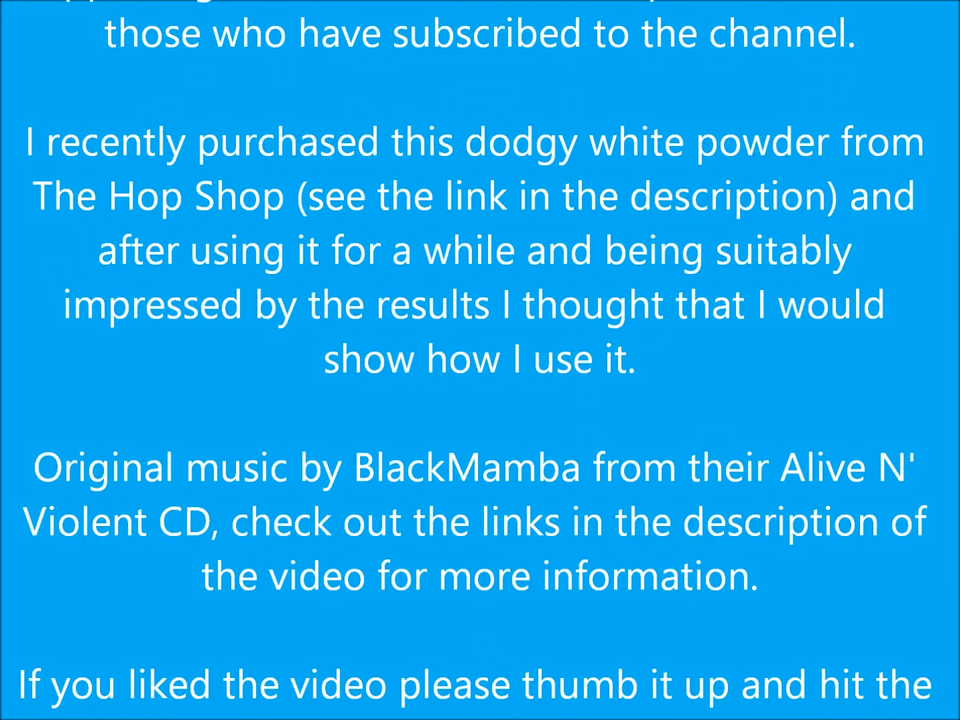 those who have subscribed to the channel.
I recently purchased this dodgy white powder from
The Hop Shop (see the link in the description) and
after using it for a while and being suitably
impressed by the results I thought that I would
show how I use it.
Original music by BlackMamba from their Alive N'
Violent CD, check out the links in the description of
the video for more information.
If you liked the video please thumb it up and hit the